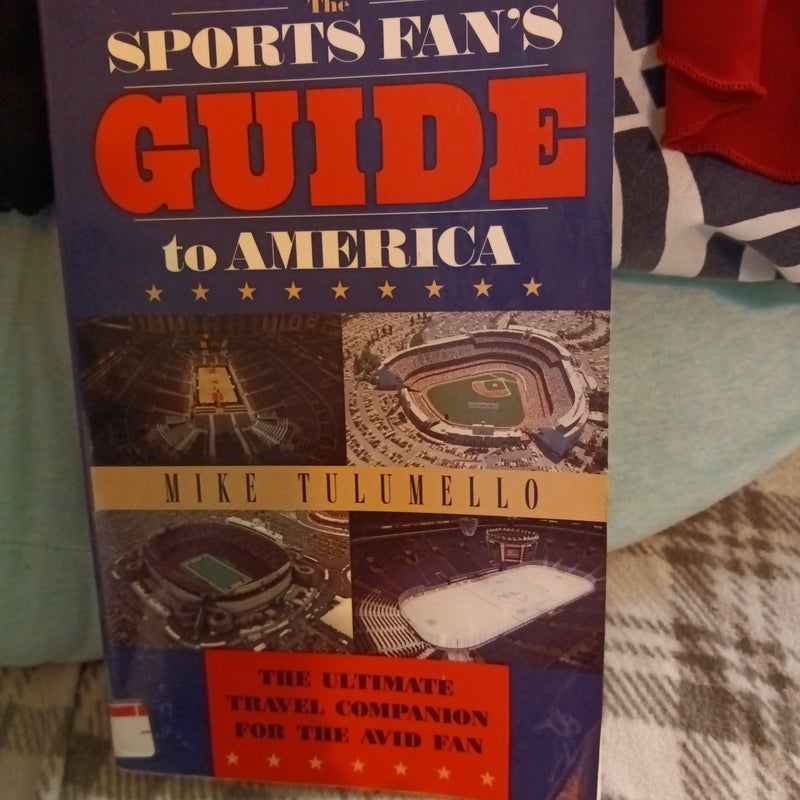 The
SPORTS FAN'S
GUIDE
to AMERICA
MIKE TULUMELLO
THE ULTIMATE
TRAVEL COMPANION
FOR THE AVID FAN